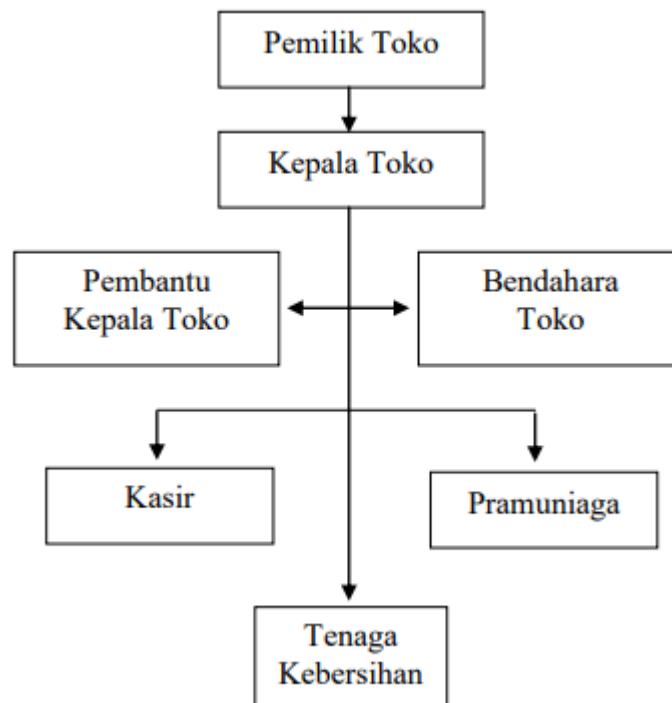 Pemilik Toko
Kepala Toko
Pembantu
Kepala Toko
Bendahara
Toko
Kasir
Pramuniaga
Tenaga
Kebersihan